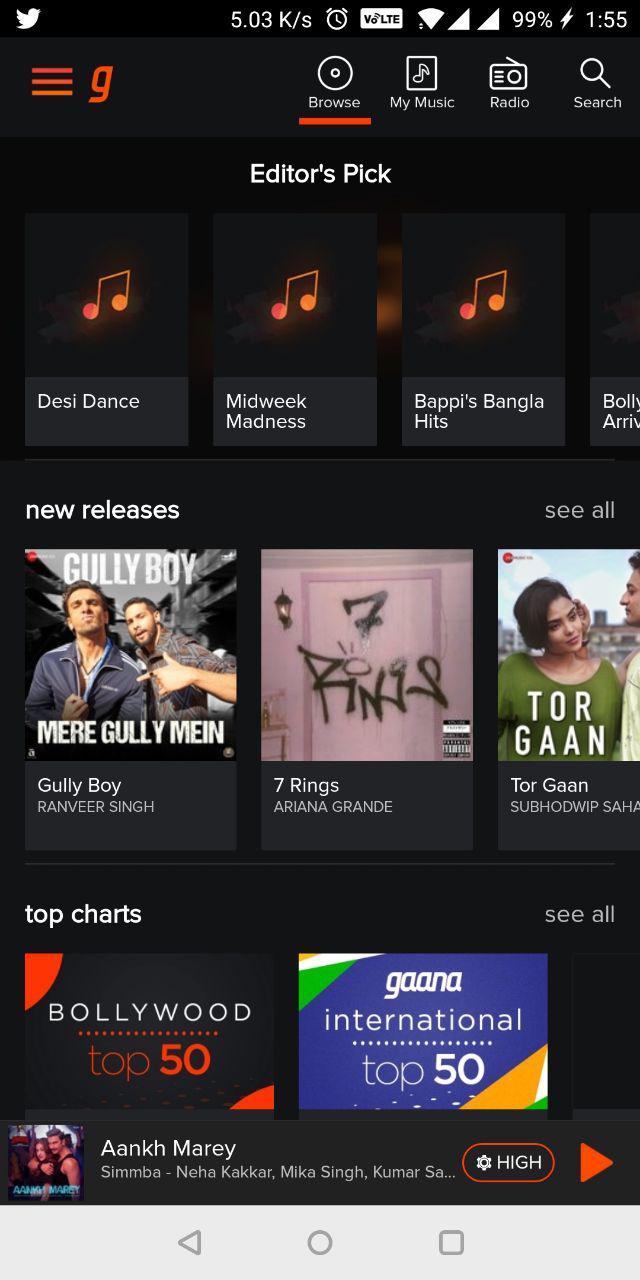 5.03 K/s VoLTE 99% 1:55
g
Browse My Music Radio Search
Editor's Pick
Desi Dance
Midweek
Madness
Bappi's Bangla
Hits
Bolly
Arriv
new releases see all
GULLY BOY
MERE GULLY MEIN
7
RINGS
TOR
GAAN
Gully Boy
RANVEER SINGH
7 Rings
ARIANA GRANDE
Tor Gaan
SUBHODWIP SAHA
top charts see all
BOLLYWOOD
top 50
gaana
international
top 50
AANKH MAREY
Aankh Marey
Simmba - Neha Kakkar, Mika Singh, Kumar Sa...
HIGH